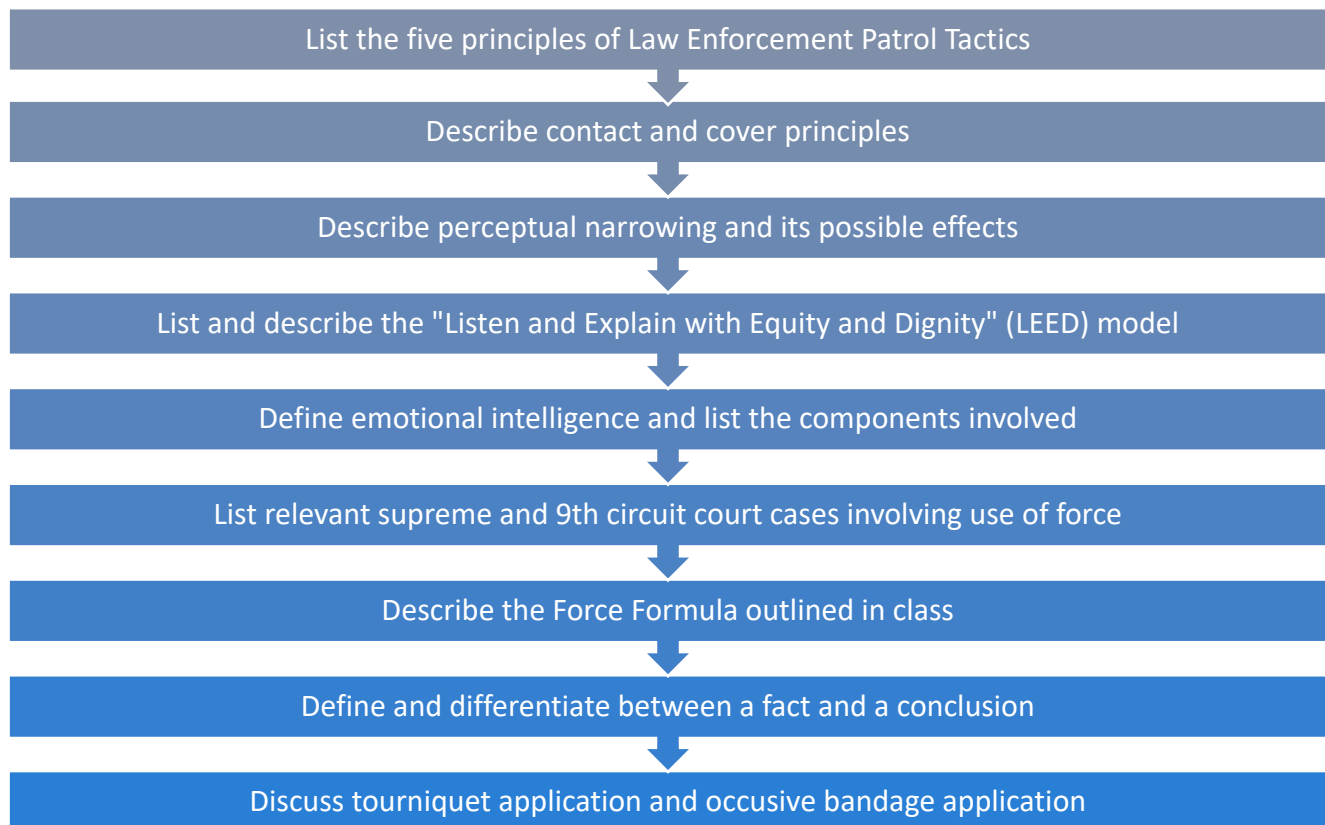 List the five principles of Law Enforcement Patrol Tactics
Describe contact and cover principles
Describe perceptual narrowing and its possible effects
List and describe the "Listen and Explain with Equity and Dignity" (LEED) model
Define emotional intelligence and list the components involved
List relevant supreme and 9th circuit court cases involving use of force
Describe the Force Formula outlined in class
Define and differentiate between a fact and a conclusion
Discuss tourniquet application and occusive bandage application